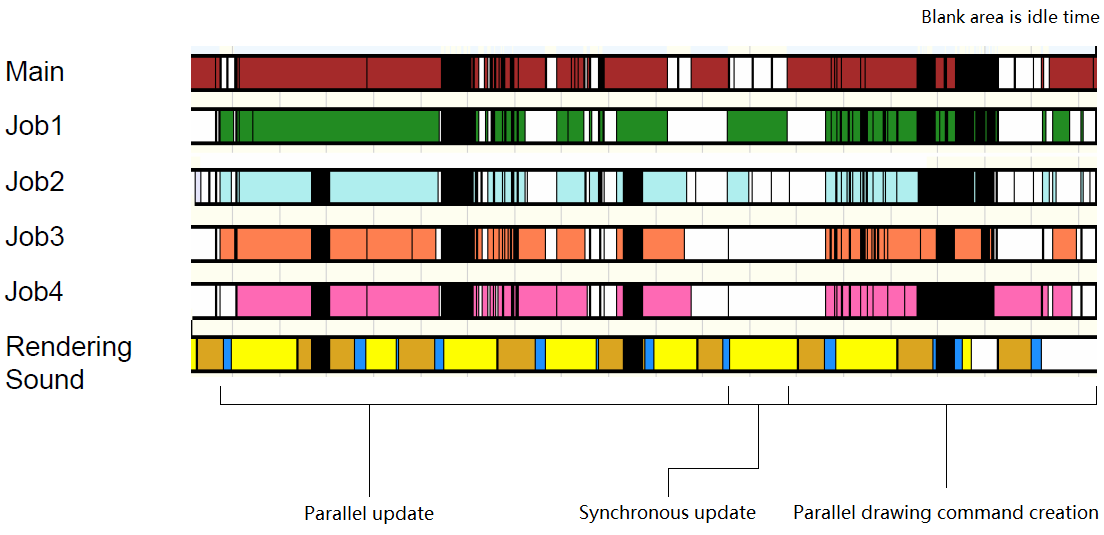 Blank area is idle time
Main
Job1
Job2
Job3
Job4
Rendering
Sound
Parallel update
Synchronous update
Parallel drawing command creation